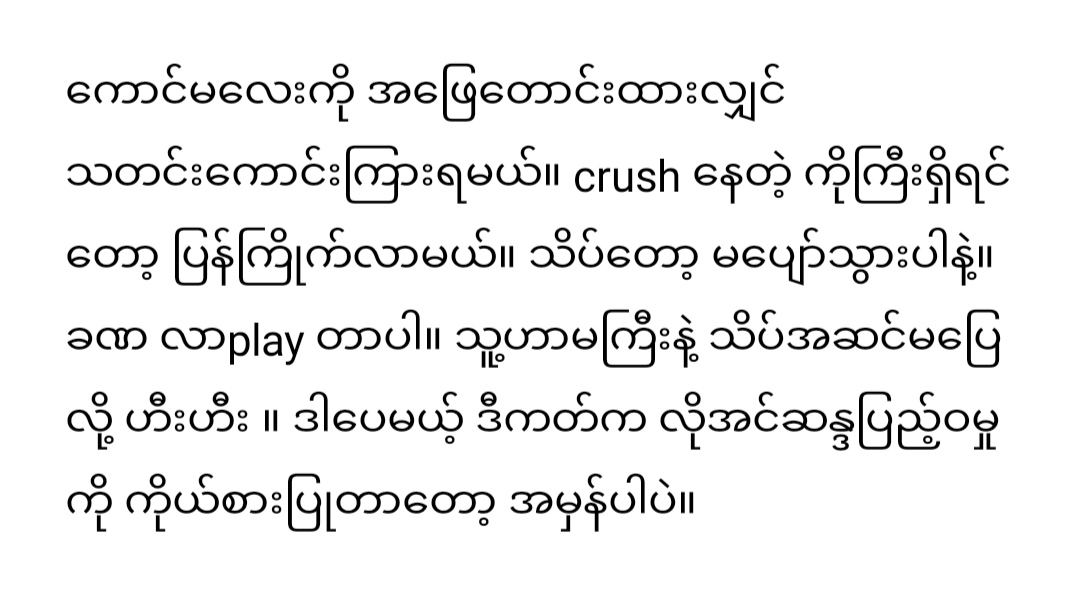 ကောင်မလေးကို အဖြေတောင်းထားလျှင်
သတင်းကောင်းကြားရမယ်။ crush နေတဲ့ ကိုကြီးရှိရင်
တော့ ပြန်ကြိုက်လာမယ်။ သိပ်တော့ မပျော်သွားပါနဲ့။
ခဏ လာplay တာပါ။ သူ့ဟာမကြီးနဲ့ သိပ်အဆင်မပြေ
လို့ ဟီးဟီး ။ ဒါပေမယ့် ဒီကတ်က လိုအင်ဆန္ဒပြည့်ဝမှု
ကို ကိုယ်စားပြုတာတော့ အမှန်ပါပဲ။